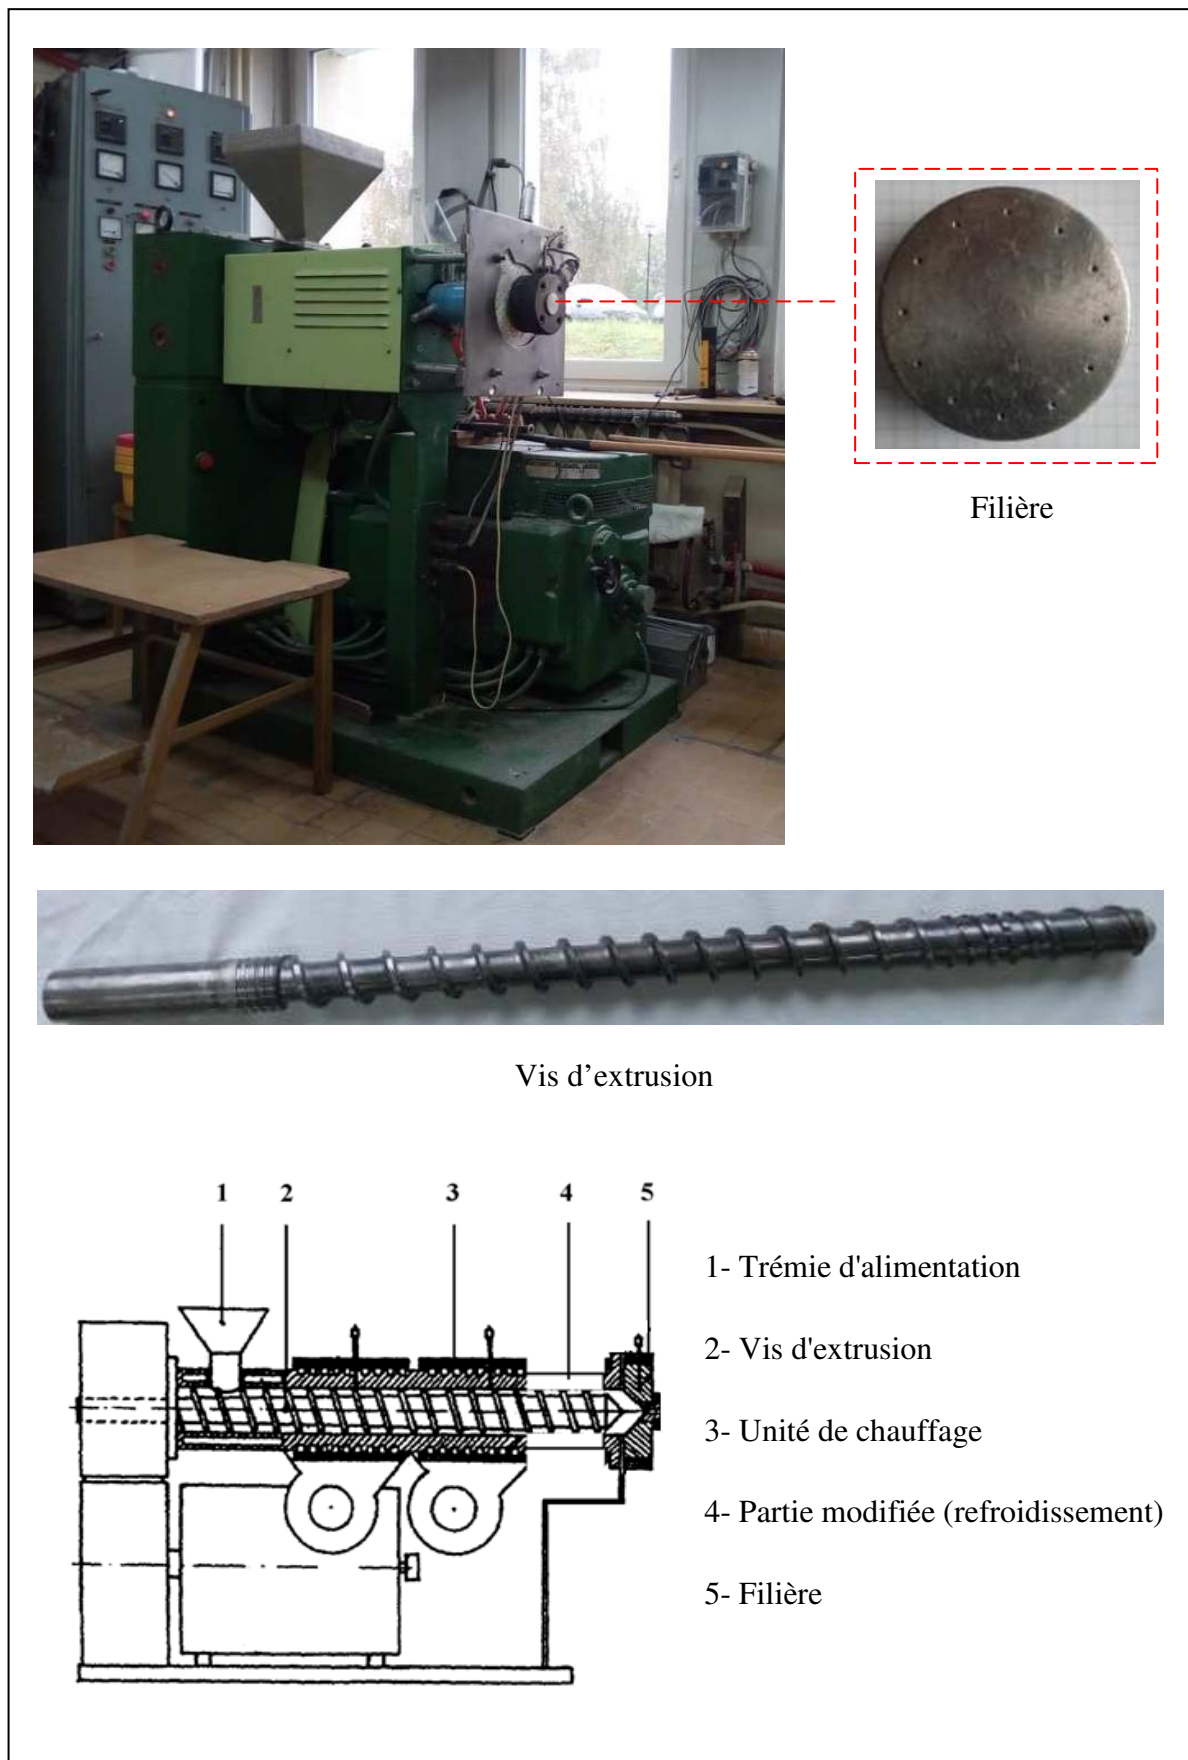 Filière
Vis d’extrusion
1 2 3 4 5
1- Trémie d'alimentation
2- Vis d'extrusion
3- Unité de chauffage
4- Partie modifiée (refroidissement)
5- Filière